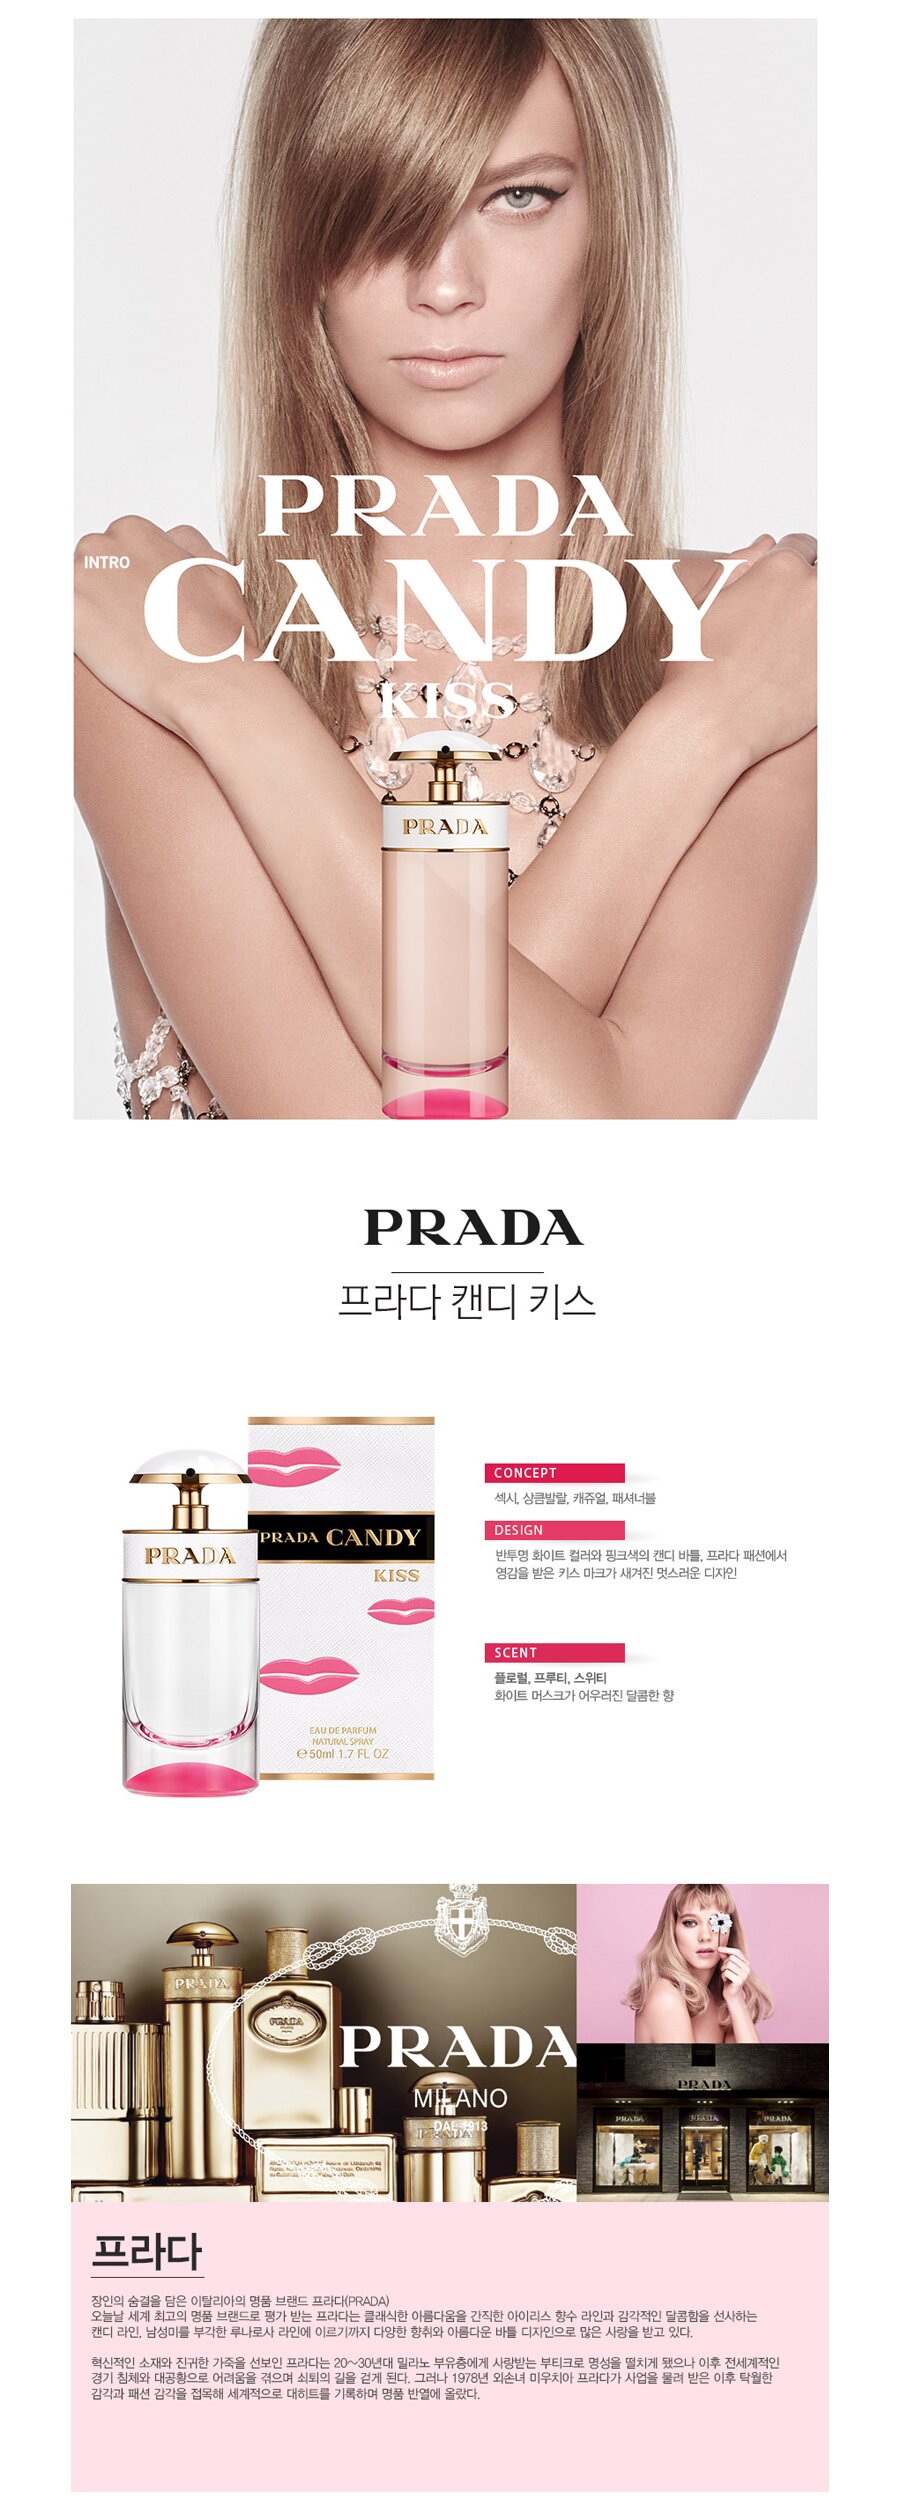 PRADA
INTRO
CANDY
KISS
PRADA
PRADA
프라다 캔디 키스
PRADA
PRADA CANDY
KISS
EAU DE PARFUM
NATURAL SPRAY
e 50ml 1.7 FL OZ
CONCEPT
섹시, 상큼발랄, 캐쥬얼, 패셔너블
DESIGN
반투명 화이트 컬러와 핑크색의 캔디 바틀, 프라다 패션에서
영감을 받은 키스 마크가 새겨진 멋스러운 디자인
SCENT
플로럴, 프루티, 스위티
화이트 머스크가 어우러진 달콤한 향
PRADA
PRADA
PRADA
MILANO
DAL 1913
PRADA
PRADA
PRADA
PRADA
PRADA
프라다
장인의 숨결을 담은 이탈리아의 명품 브랜드 프라다(PRADA)
오늘날 세계 최고의 명품 브랜드로 평가 받는 프라다는 클래식한 아름다움을 간직한 아이리스 향수 라인과 감각적인 달콤함을 선사하는
캔디 라인, 남성미를 부각한 루나로사 라인에 이르기까지 다양한 향취와 아름다운 바틀 디자인으로 많은 사랑을 받고 있다.
혁신적인 소재와 진귀한 가죽을 선보인 프라다는 20~30년대 밀라노 부유층에게 사랑받는 부티크로 명성을 떨치게 됐으나 이후 전세계적인
경기 침체와 대공황으로 어려움을 겪으며 쇠퇴의 길을 걷게 된다. 그러나 1978년 외손녀 미우치아 프라다가 사업을 물려 받은 이후 탁월한
감각과 패션 감각을 접목해 세계적으로 대히트를 기록하며 명품 반열에 올랐다.